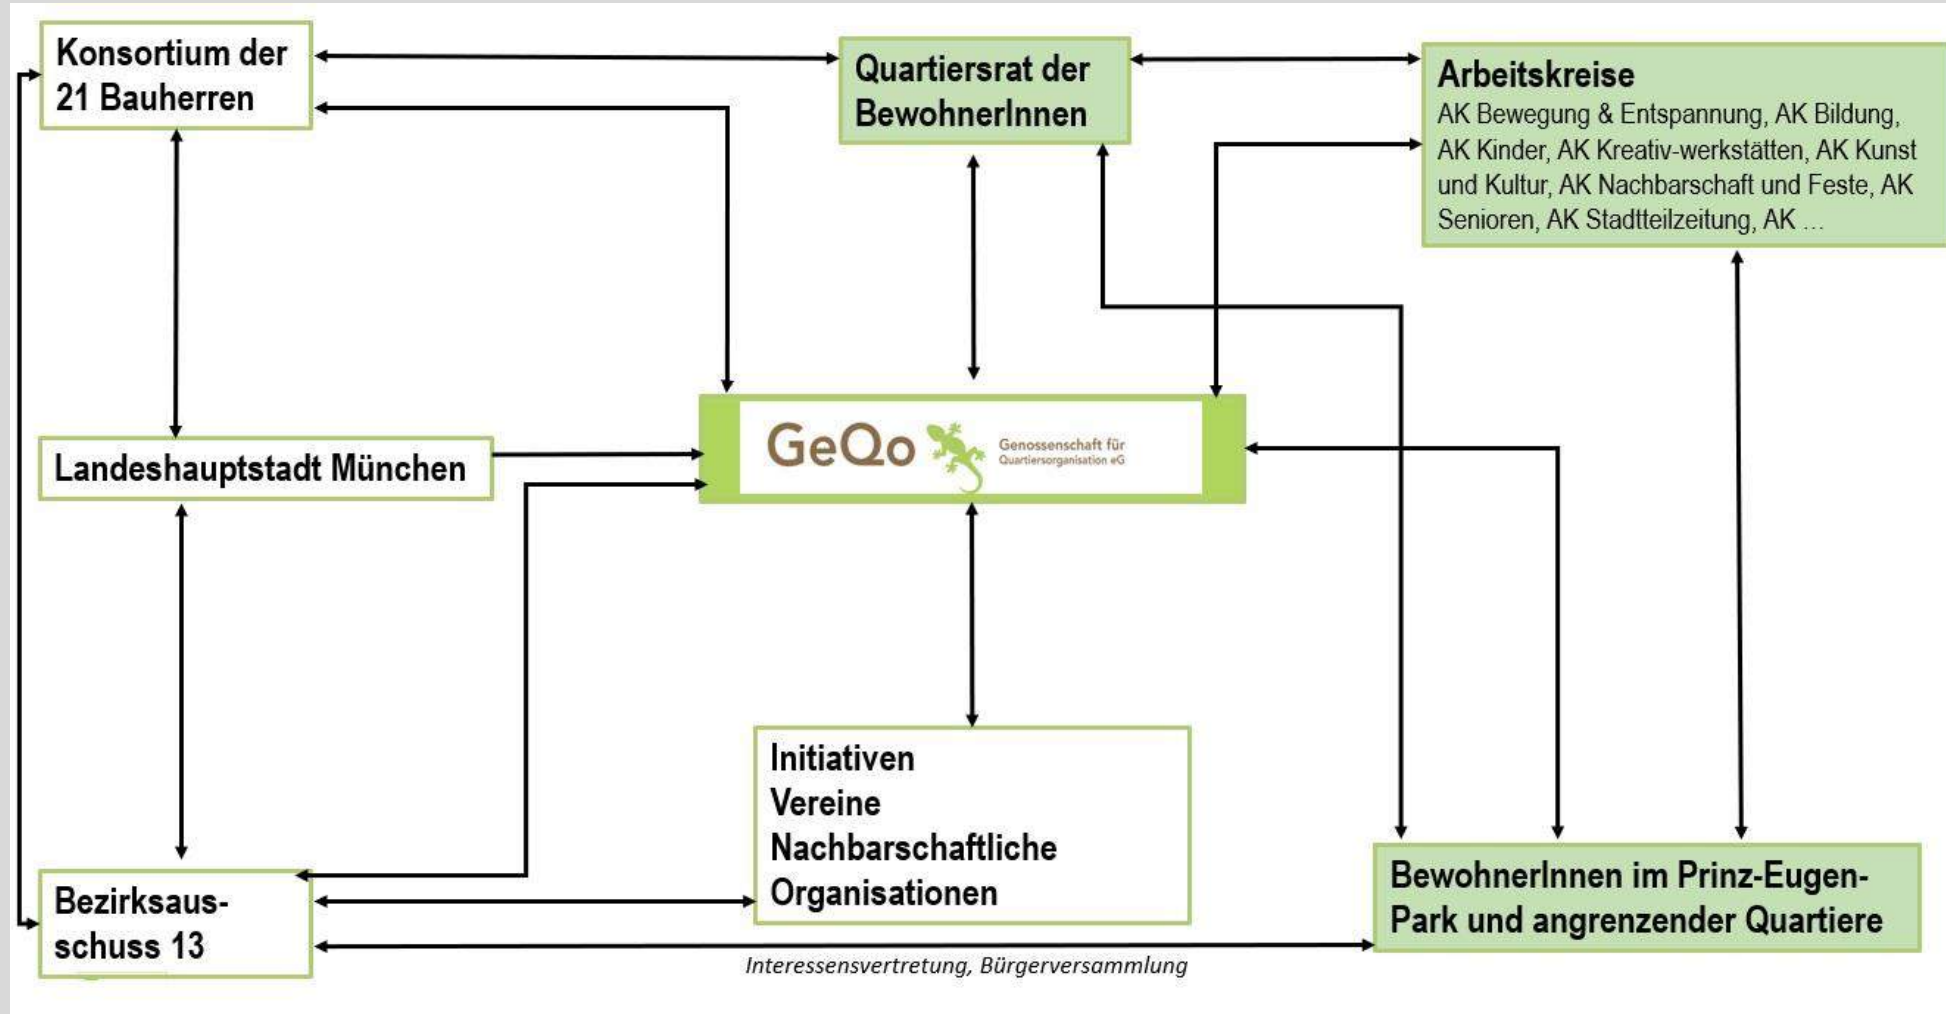 Konsortium der
21 Bauherren
Quartiersrat der
BewohnerInnen
Arbeitskreise
AK Bewegung & Entspannung, AK Bildung,
AK Kinder, AK Kreativ-werkstätten, AK Kunst
und Kultur, AK Nachbarschaft und Feste, AK
Senioren, AK Stadtteilzeitung, AK ...
Landeshauptstadt München
GeQo
Genossenschaft für
Quartiersorganisation eG
Initiativen
Vereine
Nachbarschaftliche
Organisationen
Bezirksaus-
schuss 13
BewohnerInnen im Prinz-Eugen-
Park und angrenzender Quartiere
Interessensvertretung, Bürgerversammlung